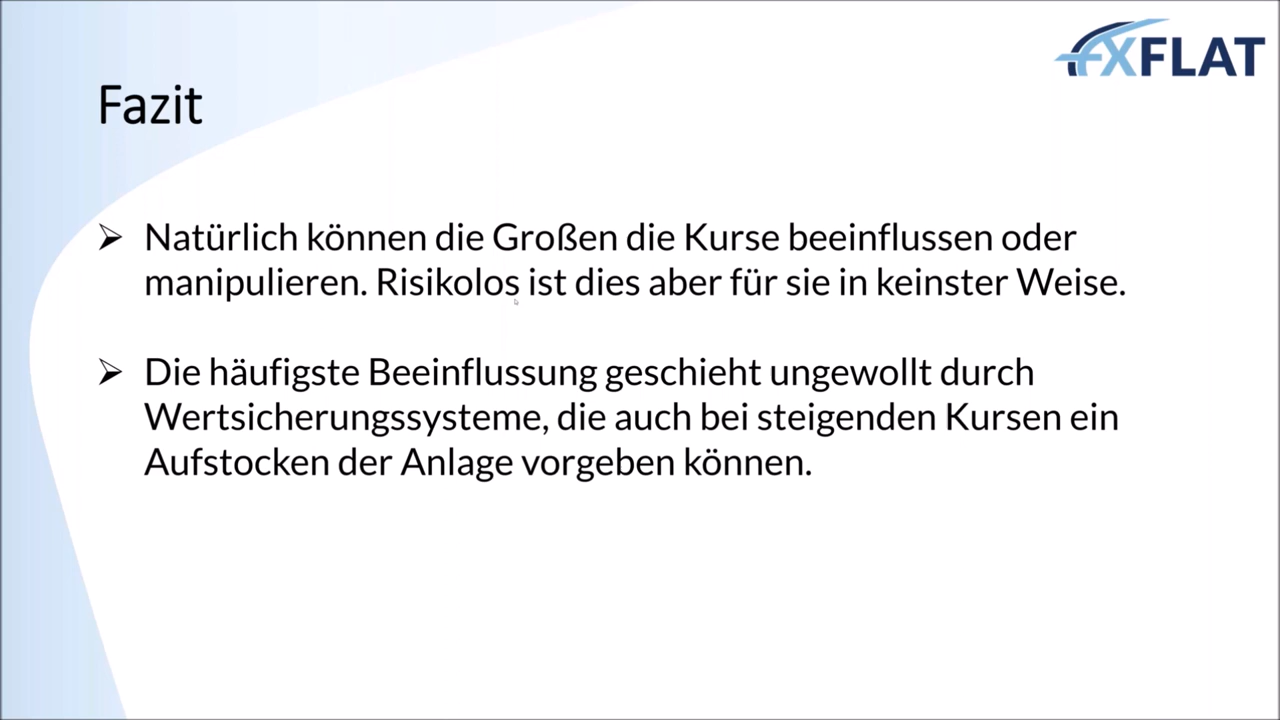 FXFLAT
Fazit
Natürlich können die Großen die Kurse beeinflussen oder
manipulieren. Risikolos ist dies aber für sie in keinster Weise.
Die häufigste Beeinflussung geschieht ungewollt durch
Wertsicherungssysteme, die auch bei steigenden Kursen ein
Aufstocken der Anlage vorgeben können.